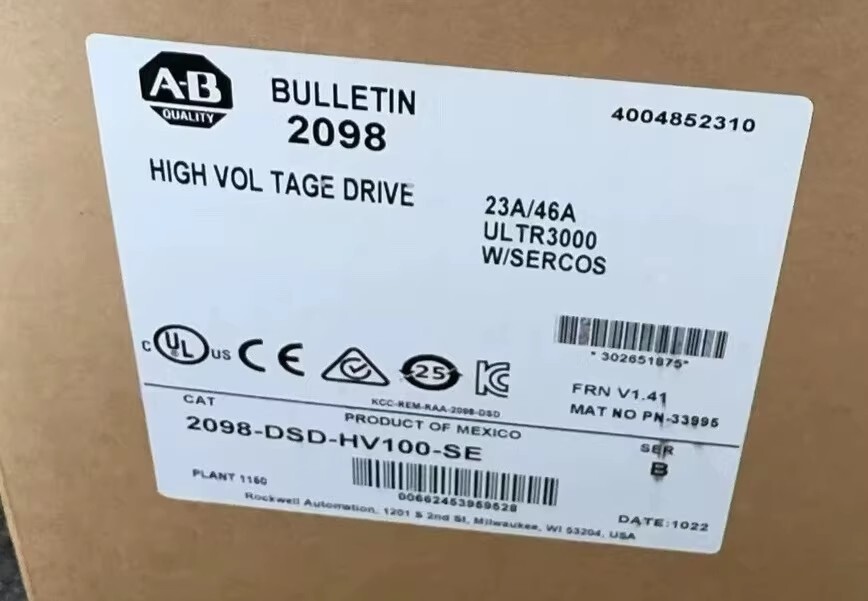 A-B
QUALITY
BULLETIN
2098
4004852310
HIGH VOL TAGE DRIVE
23A/46A
ULTR3000
W/SERCOS
C UL US CE 25 KC
*302651875*
KCC-REM-RAA-2098-DSD
FRN V1.41
MAT NO PN-33995
CAT
PRODUCT OF MEXICO
2098-DSD-HV100-SE
SER
B
PLANT 1160
00662453959528
Rockwell Automation, 1201 S 2nd St, Milwaukee, WI 53204, USA
DATE:1022